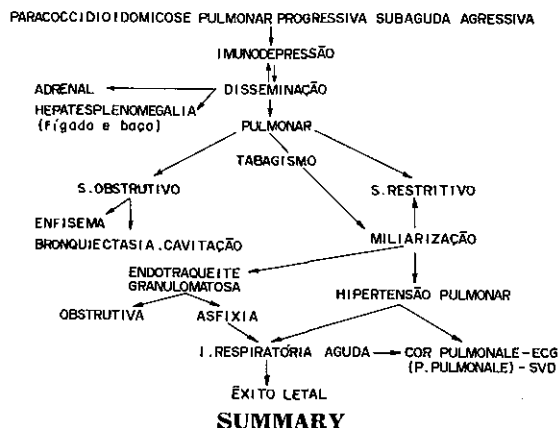 PARACOCCIDIOIDOMICOSE PULMONAR PROGRESSIVA SUBAGUDA AGRESSIVA
IMUNODEPRESSÃO
ADRENAL
DISSEMINAÇÃO
HEPATESPLENOMEGALIA
(Fígado e baço)
PULMONAR
TABAGISMO
S.OBSTRUTIVO
S.RESTRITIVO
ENFISEMA
BRONQUIECTASIA.CAVITAÇÃO
MILIARIZAÇÃO
ENDOTRAQUEITE
GRANULOMATOSA
HIPERTENSÃO PULMONAR
OBSTRUTIVA
ASFIXIA
I.RESPIRATÓRIA AGUDA
COR PULMONALE-ECG
(P.PULMONALE)-SVD
ÊXITO LETAL
SUMMARY